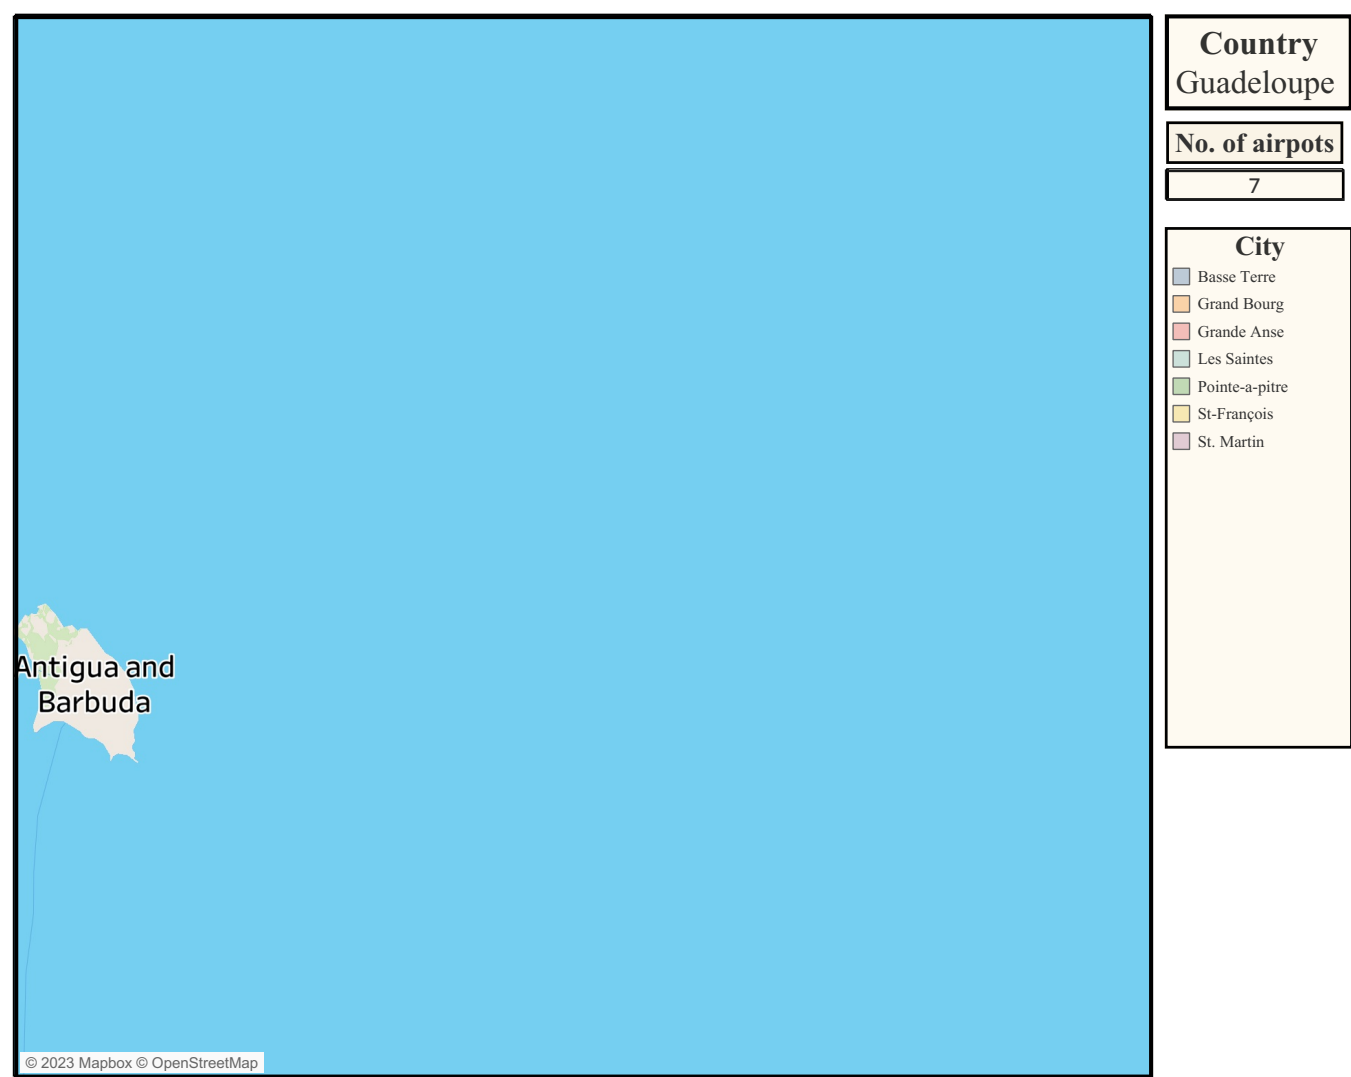 Country
Guadeloupe
No. of airpots
7
City
Basse Terre
Grand Bourg
Grande Anse
Les Saintes
Pointe-a-pitre
St-François
St. Martin
Antigua and
Barbuda
© 2023 Mapbox © OpenStreetMap